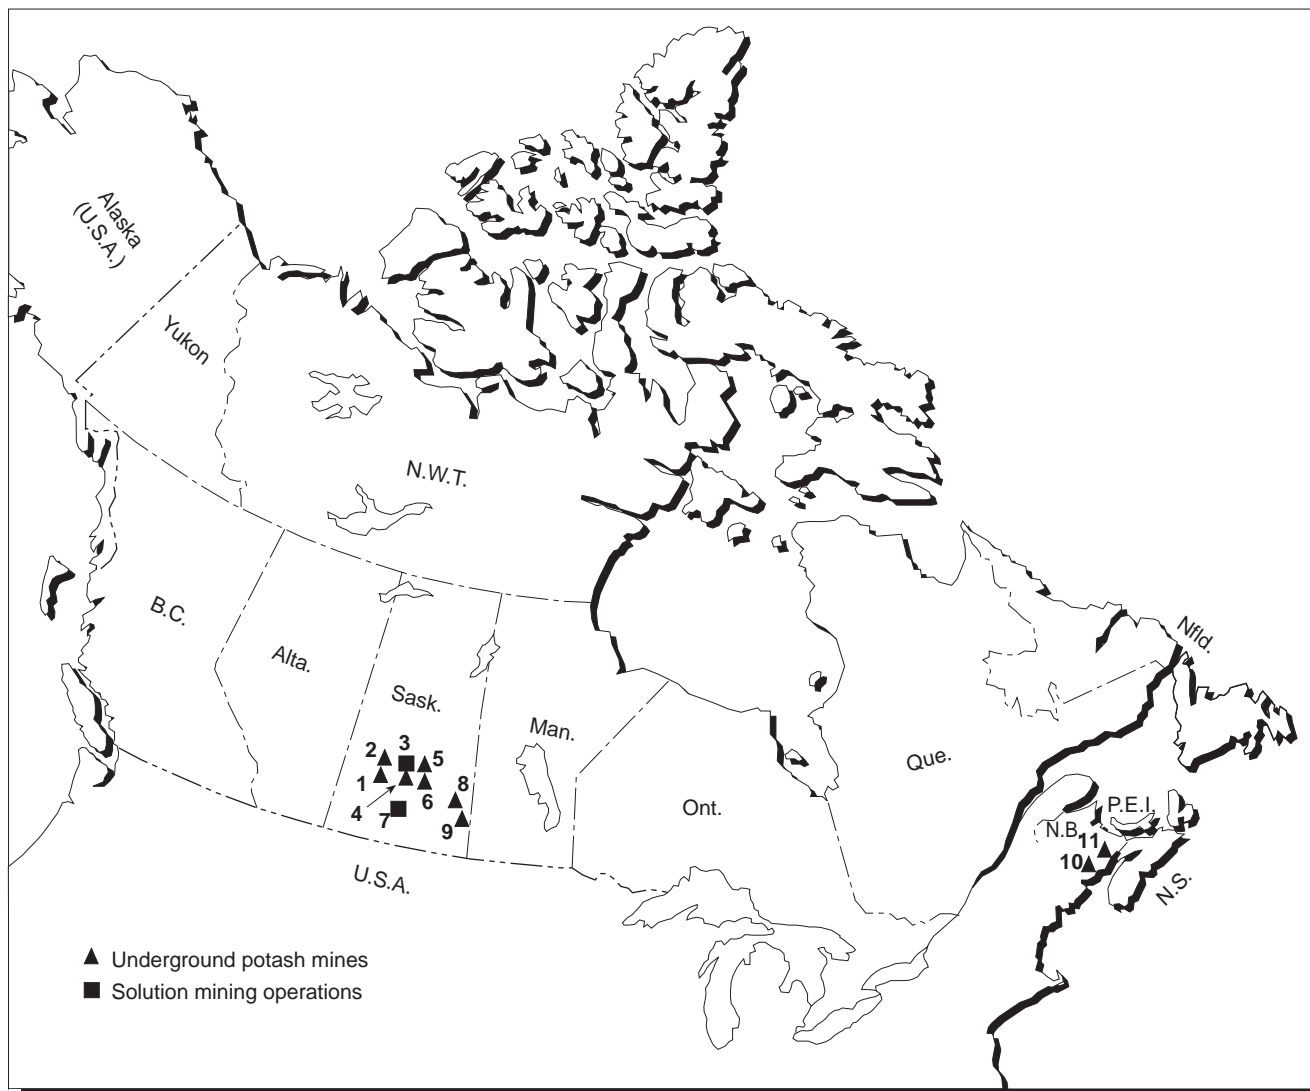 Alaska
(U.S.A.)
Yukon
N.W.T.
B.C.
Alta.
Sask.
Man.
Ont.
Que.
Nfld.
P.E.I.
N.B.
N.S.
2
3
5
1
4
6
7
8
9
11
10
U.S.A.
Underground potash mines
Solution mining operations